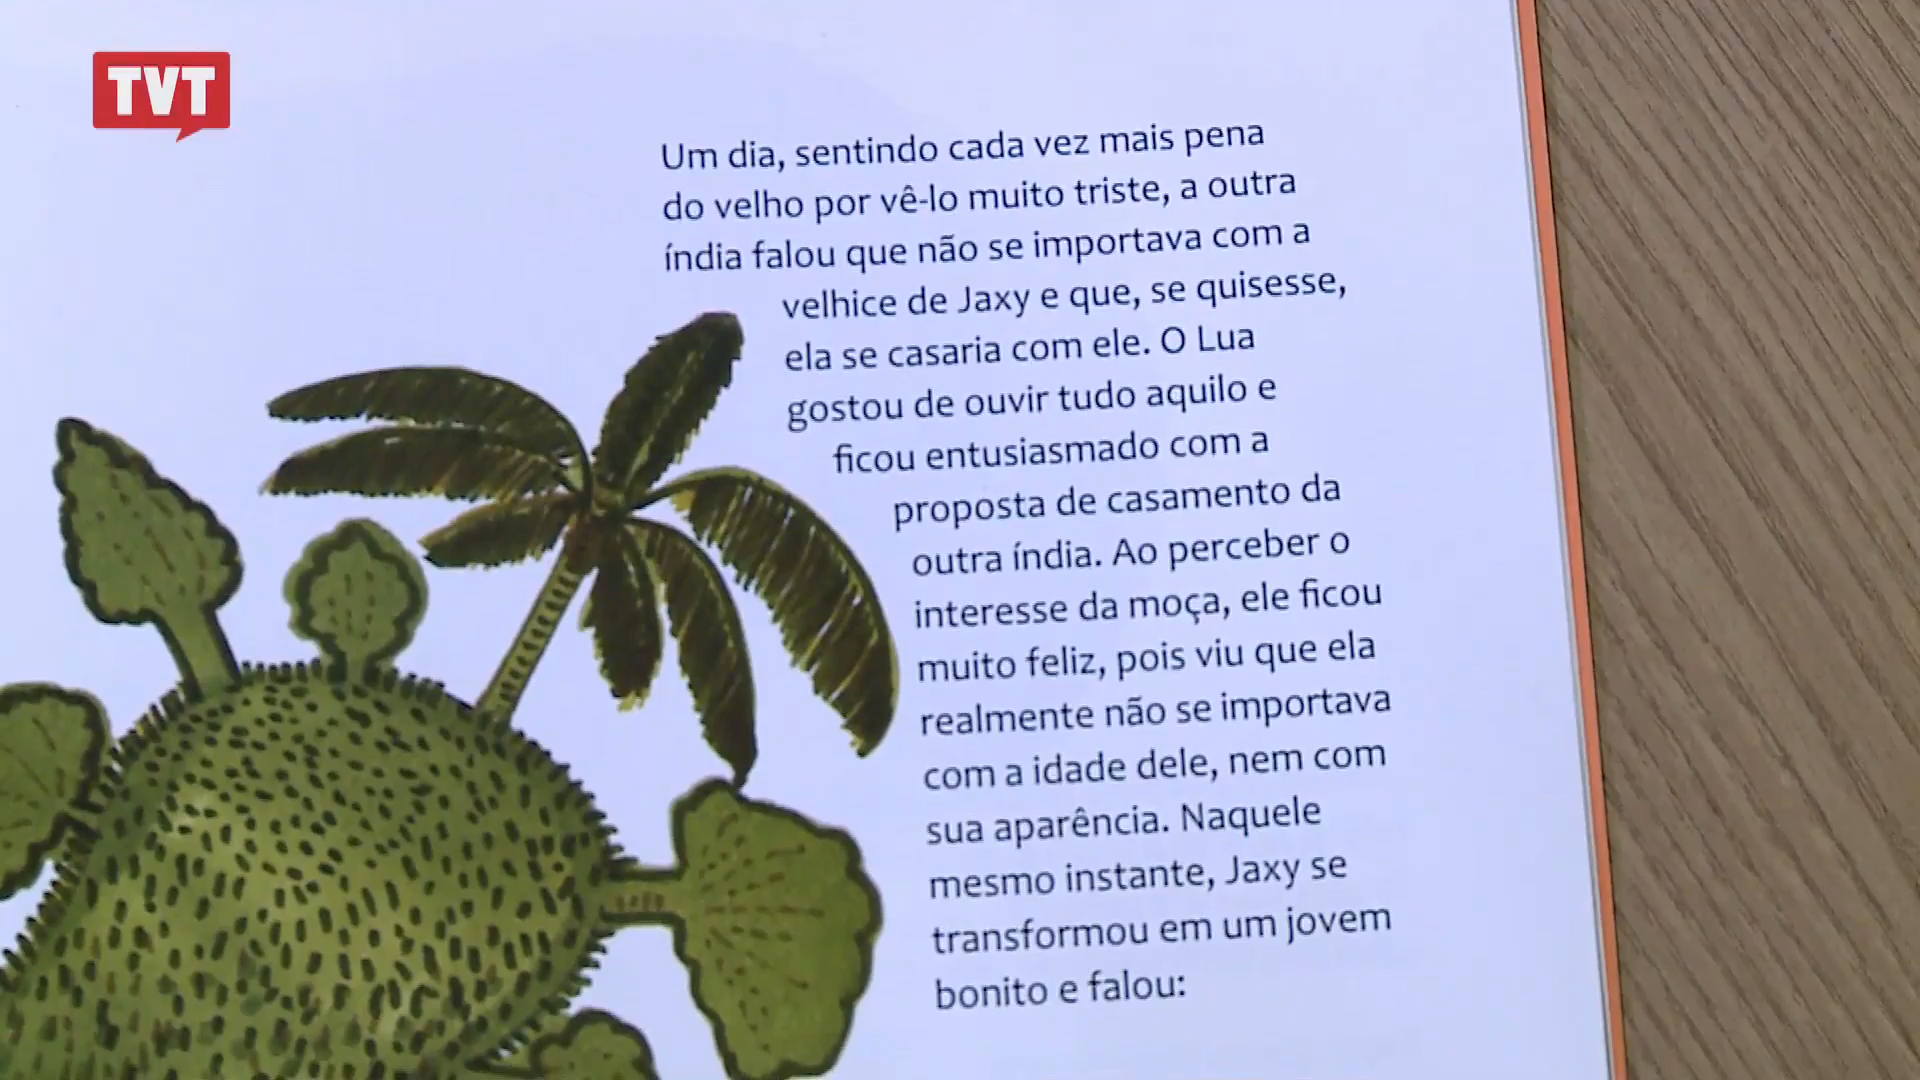 TVT
Um dia, sentindo cada vez mais pena
do velho por vê-lo muito triste, a outra
índia falou que não se importava com a
velhice de Jaxy e que, se quisesse,
ela se casaria com ele. O Lua
gostou de ouvir tudo aquilo e
ficou entusiasmado com a
proposta de casamento da
outra índia. Ao perceber o
interesse da moça, ele ficou
muito feliz, pois viu que ela
realmente não se importava
com a idade dele, nem com
sua aparência. Naquele
mesmo instante, Jaxy se
transformou em um jovem
bonito e falou: